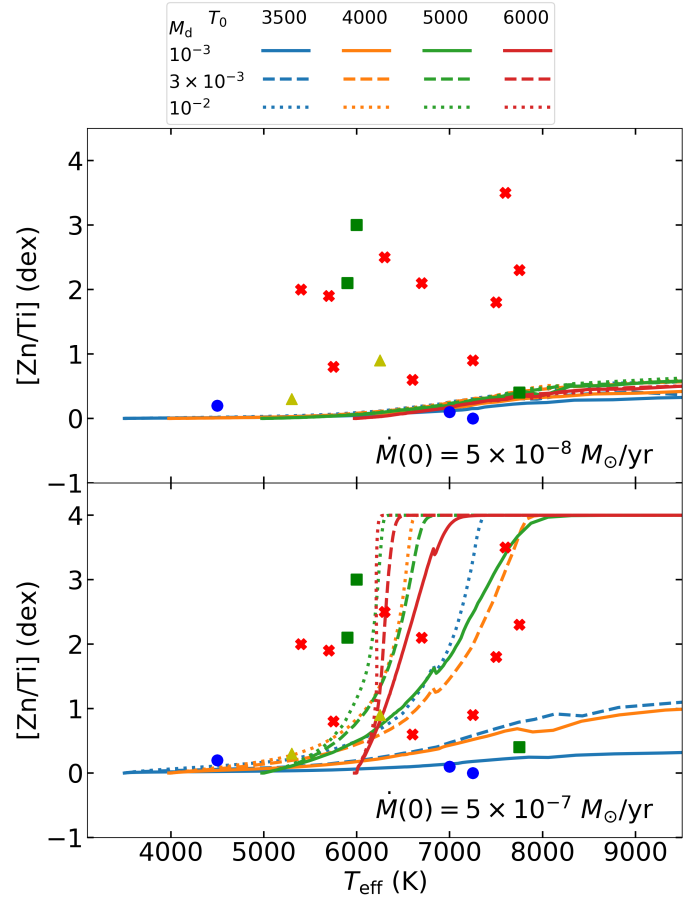 M_d T_0 3500 4000 5000 6000
10^−3
3 × 10^−3
10^−2
4
3
2
1
0
−1
[Zn/Ti] (dex)
Ṁ(0) = 5 × 10^−8 M_⊙/yr
4
3
2
1
0
−1
[Zn/Ti] (dex)
Ṁ(0) = 5 × 10^−7 M_⊙/yr
4000 5000 6000 7000 8000 9000
T_eff (K)